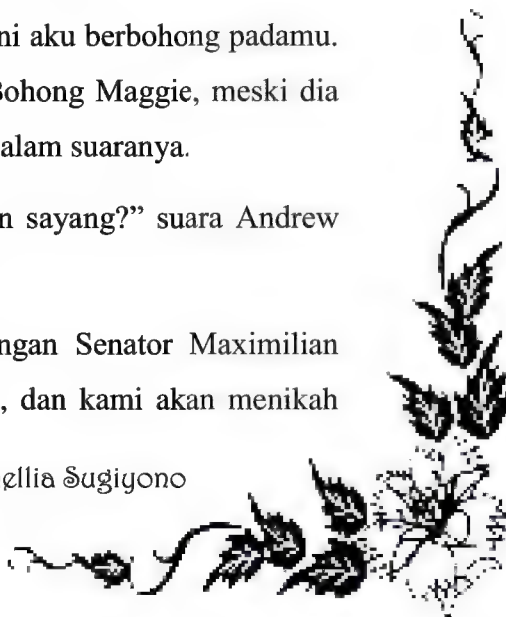 ni aku berbohong padamu.
Bohong Maggie, meski dia
alam suaranya.
n sayang?” suara Andrew
ngan Senator Maximilian
, dan kami akan menikah
ellia Sugiyono